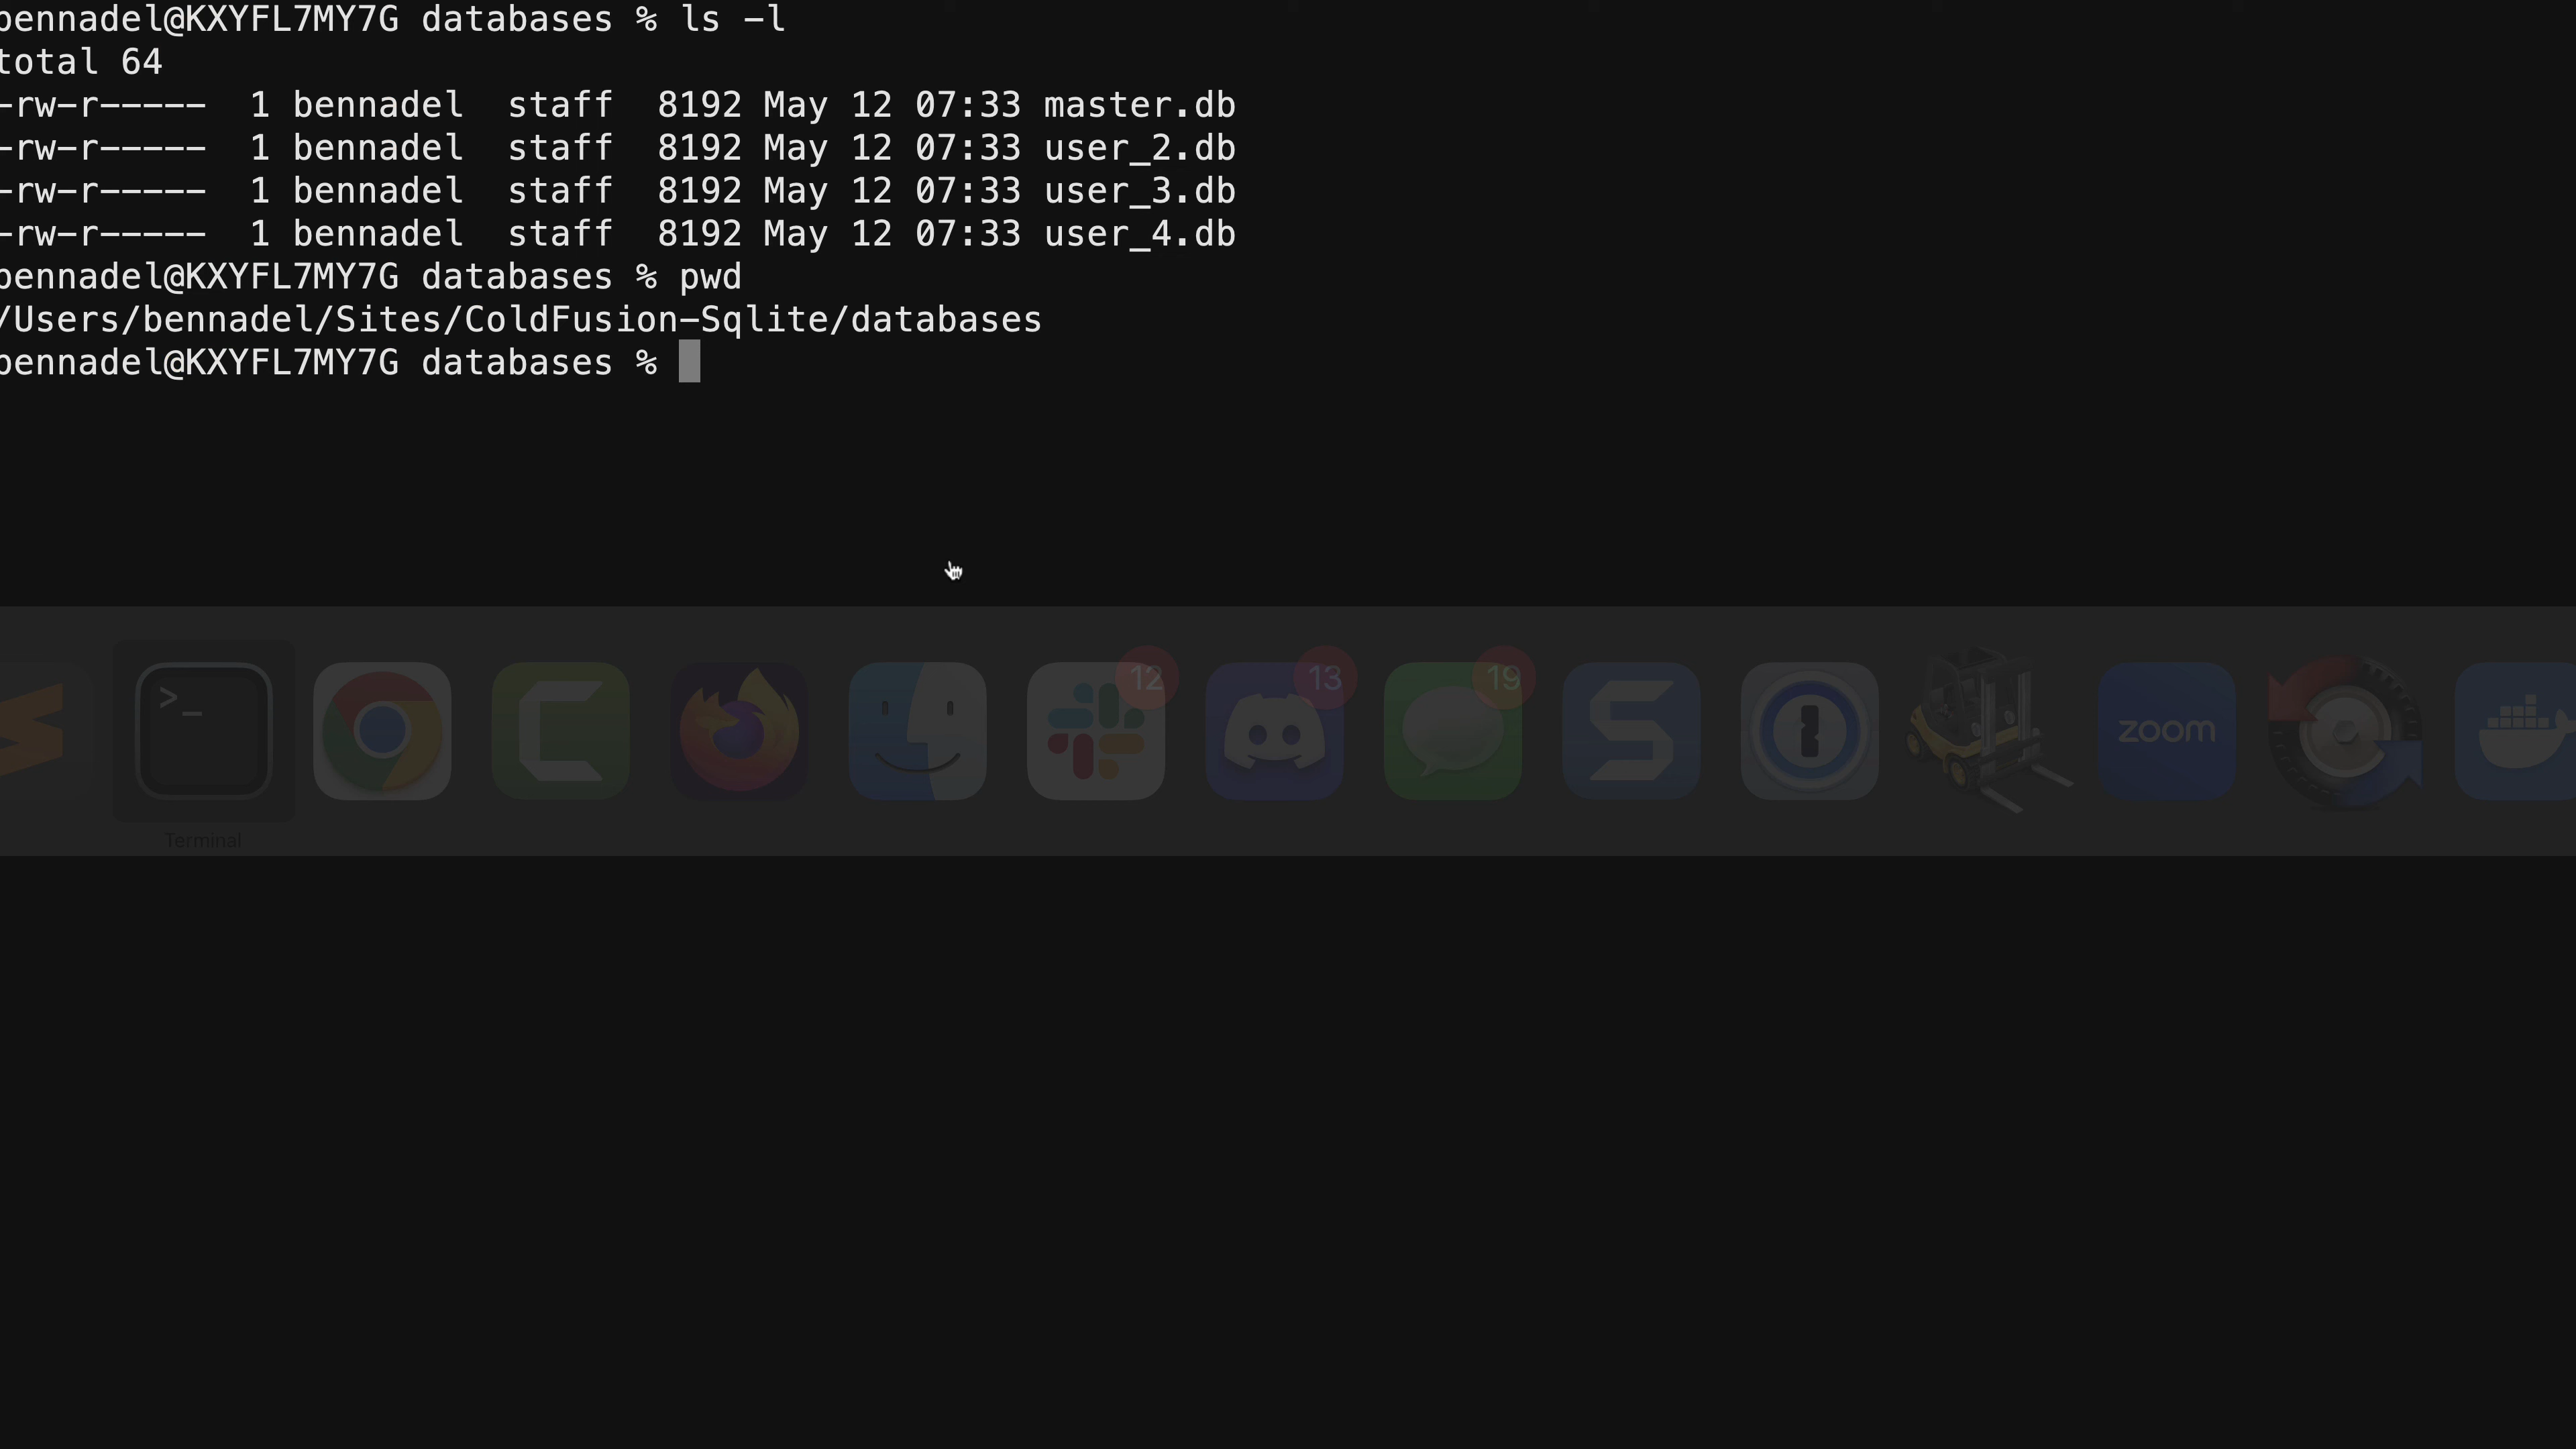 bennadel@KXYFL7MY7G databases % ls -l
total 64
-rw-r-----  1 bennadel  staff  8192 May 12 07:33 master.db
-rw-r-----  1 bennadel  staff  8192 May 12 07:33 user_2.db
-rw-r-----  1 bennadel  staff  8192 May 12 07:33 user_3.db
-rw-r-----  1 bennadel  staff  8192 May 12 07:33 user_4.db
bennadel@KXYFL7MY7G databases % pwd
/Users/bennadel/Sites/ColdFusion-Sqlite/databases
bennadel@KXYFL7MY7G databases %
12
13
19
>_
zoom
Terminal